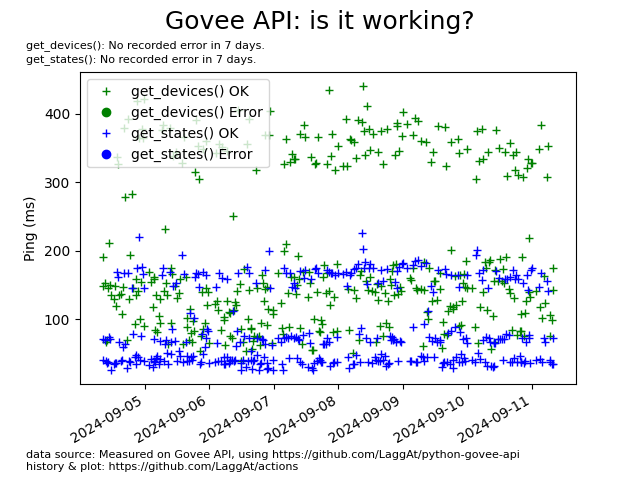 Govee API: is it working?
get_devices(): No recorded error in 7 days.
get_states(): No recorded error in 7 days.
get_devices() OK
get_devices() Error
get_states() OK
get_states() Error
Ping (ms)
400
300
200
100
2024-09-05
2024-09-06
2024-09-07
2024-09-08
2024-09-09
2024-09-10
2024-09-11
data source: Measured on Govee API, using https://github.com/LaggAt/python-govee-api
history & plot: https://github.com/LaggAt/actions